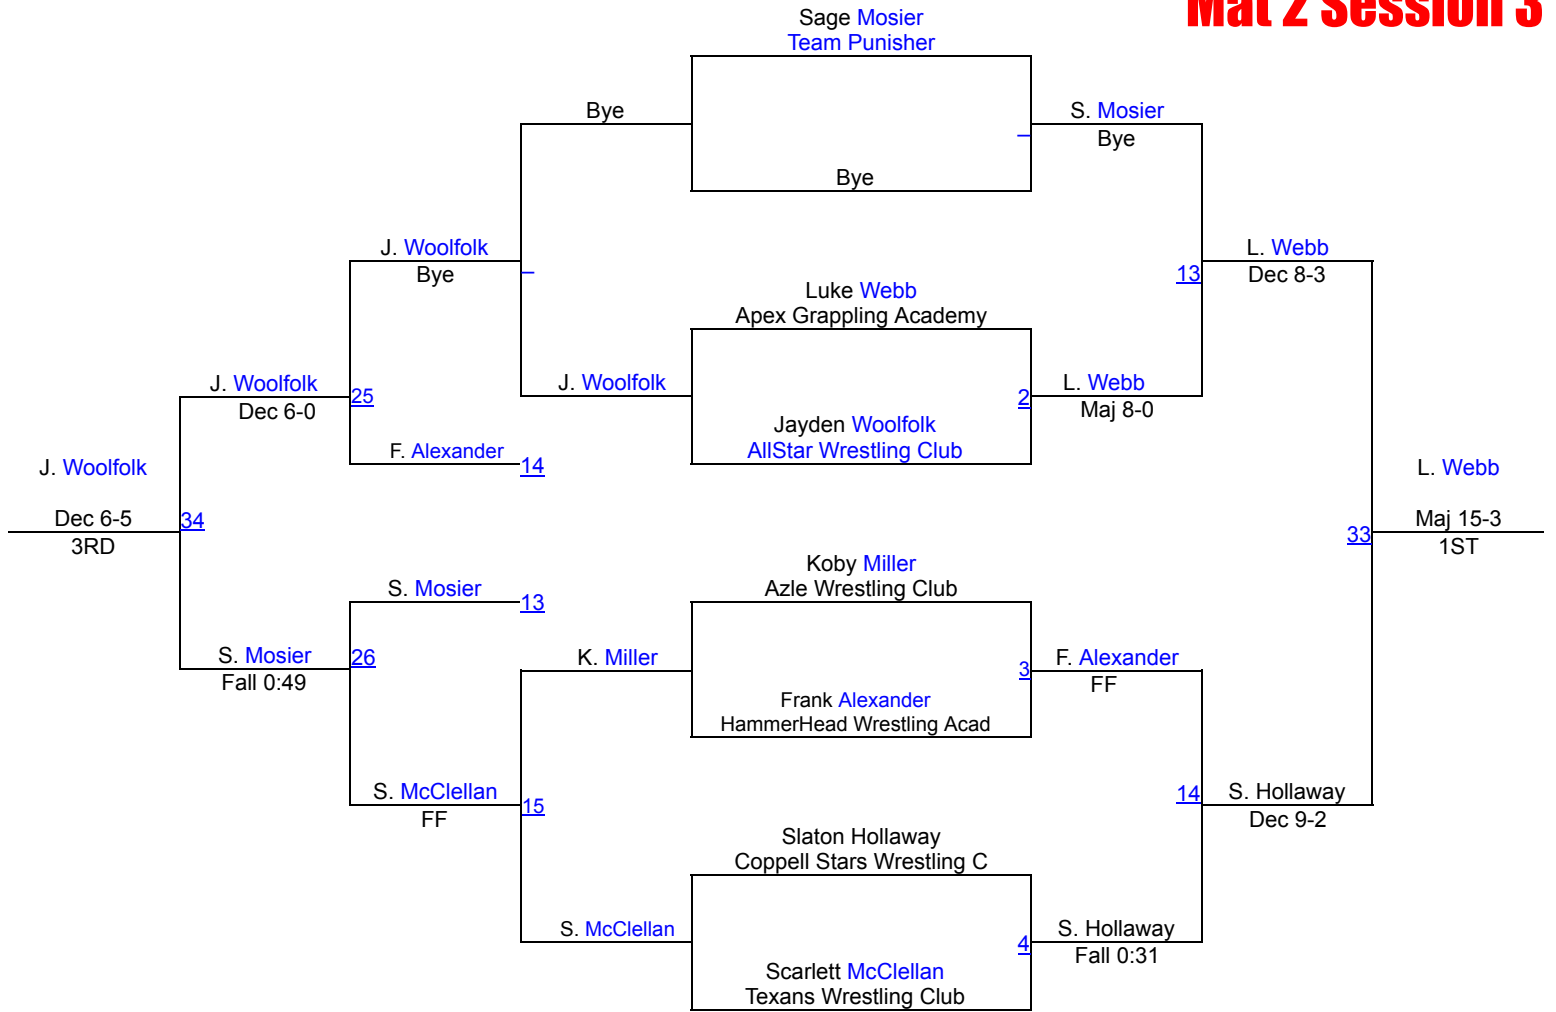 Mat 2 Session 3
Sage Mosier
Team Punisher
Bye
S. Mosier
Bye
Bye
J. Woolfolk
Bye
L. Webb
Dec 8-3
13
Luke Webb
Apex Grappling Academy
J. Woolfolk
Dec 6-0
25
J. Woolfolk
2
L. Webb
Maj 8-0
Jayden Woolfolk
AllStar Wrestling Club
F. Alexander
14
J. Woolfolk
Dec 6-5
3RD
34
L. Webb
Maj 15-3
1ST
33
Koby Miller
Azle Wrestling Club
S. Mosier
13
S. Mosier
Fall 0:49
26
K. Miller
3
F. Alexander
FF
Frank Alexander
HammerHead Wrestling Acad
S. McClellan
FF
15
14
S. Hollaway
Dec 9-2
Slaton Hollaway
Coppell Stars Wrestling C
S. McClellan
4
S. Hollaway
Fall 0:31
Scarlett McClellan
Texans Wrestling Club